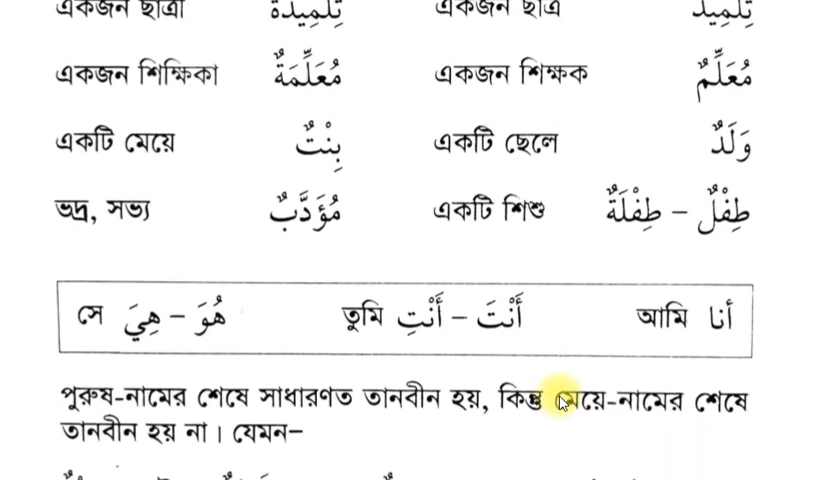 تِلْمِيذٌ একজন ছাত্র تِلْمِيذَةٌ একজন ছাত্রী
مُعَلِّمٌ একজন শিক্ষক مُعَلِّمَةٌ একজন শিক্ষিকা
وَلَدٌ একটি ছেলে بِنْتٌ একটি মেয়ে
طِفْلٌ – طِفْلَةٌ একটি শিশু مُؤَدَّبٌ ভদ্র, সভ্য
أَنا আমি أَنْتَ – أَنْتِ তুমি هُوَ – هِيَ সে
পুরুষ-নামের শেষে সাধারণত তানবীন হয়, কিন্তু মেয়ে-নামের শেষে
তানবীন হয় না। যেমন–